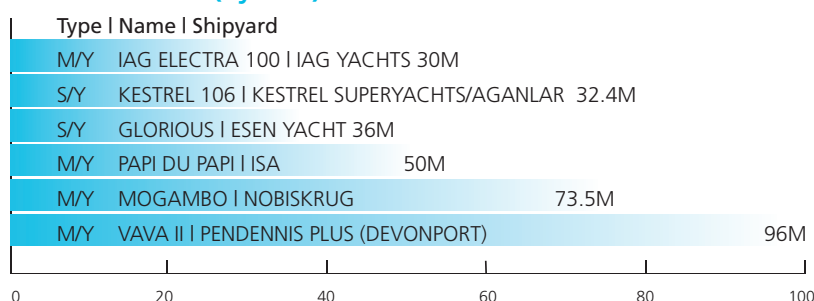 Type l Name l Shipyard
M/Y IAG ELECTRA 100 l IAG YACHTS 30M
S/Y KESTREL 106 l KESTREL SUPERYACHTS/AGANLAR 32.4M
S/Y GLORIOUS l ESEN YACHT 36M
M/Y PAPI DU PAPI l ISA 50M
M/Y MOGAMBO l NOBISKRUG 73.5M
M/Y VAVA II l PENDENNIS PLUS (DEVONPORT) 96M
0 20 40 60 80 100